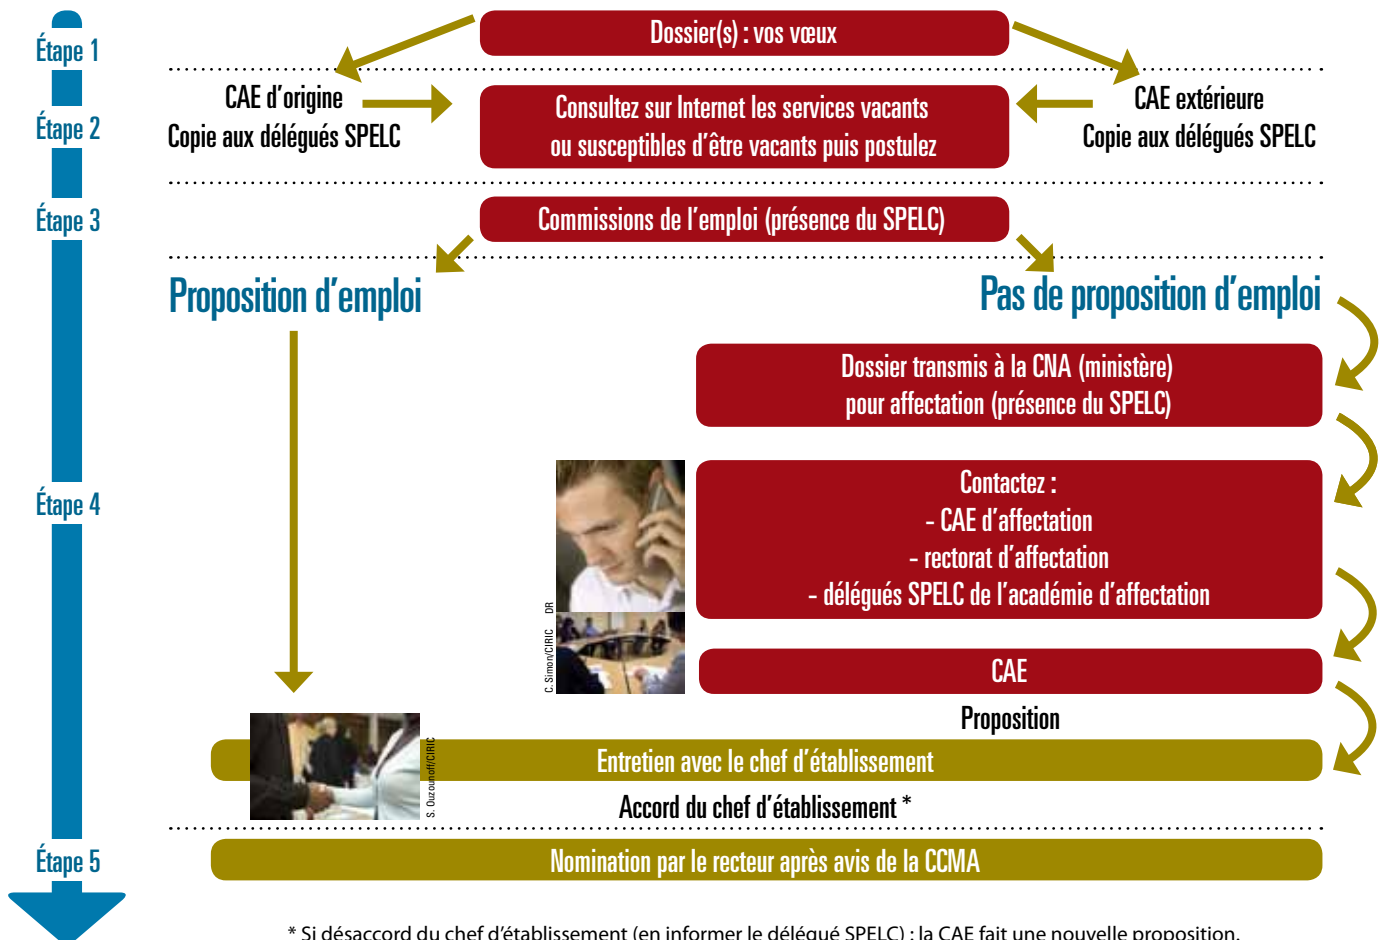 Étape 1
Dossier(s) : vos vœux
CAE d'origine
Copie aux délégués SPELC
Étape 2
Consultez sur Internet les services vacants
ou susceptibles d'être vacants puis postulez
CAE extérieure
Copie aux délégués SPELC
Étape 3
Commissions de l'emploi (présence du SPELC)
Proposition d'emploi
Pas de proposition d'emploi
Dossier transmis à la CNA (ministère)
pour affectation (présence du SPELC)
Étape 4
Contactez :
- CAE d'affectation
- rectorat d'affectation
- délégués SPELC de l'académie d'affectation
C. Simon/CIRIC DR
CAE
Proposition
S. Ouzounoff/CIRIC
Entretien avec le chef d'établissement
Accord du chef d'établissement *
Étape 5
Nomination par le recteur après avis de la CCMA
* Si désaccord du chef d'établissement (en informer le délégué SPELC) : la CAE fait une nouvelle proposition.